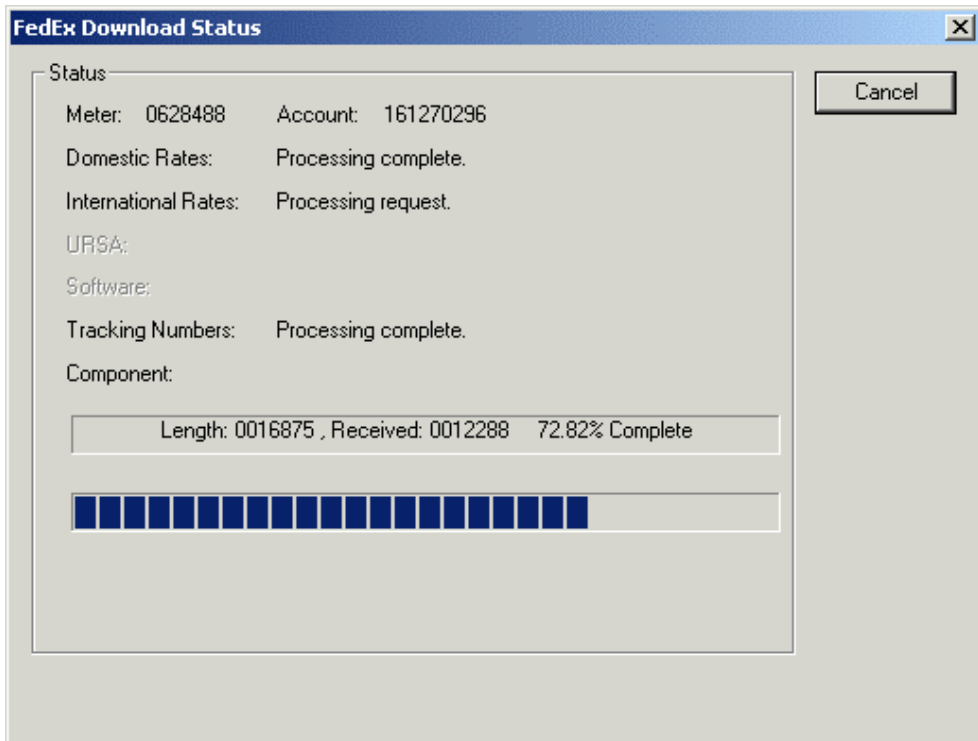 FedEx Download Status
Status
Cancel
Meter: 0628488 Account: 161270296
Domestic Rates: Processing complete.
International Rates: Processing request.
URSA:
Software:
Tracking Numbers: Processing complete.
Component:
Length: 0016875 , Received: 0012288 72.82% Complete